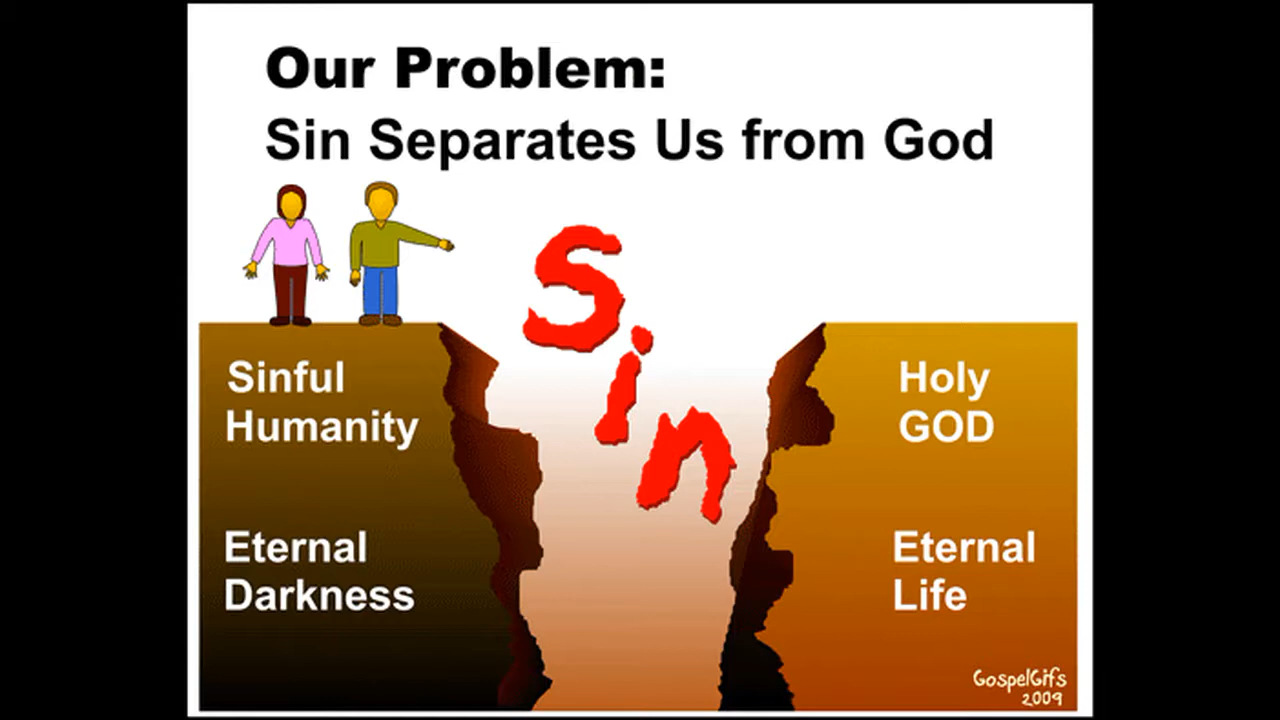 Our Problem:
Sin Separates Us from God
Sin
Sinful
Humanity
Holy
GOD
Eternal
Darkness
Eternal
Life
GospelGifs
2009